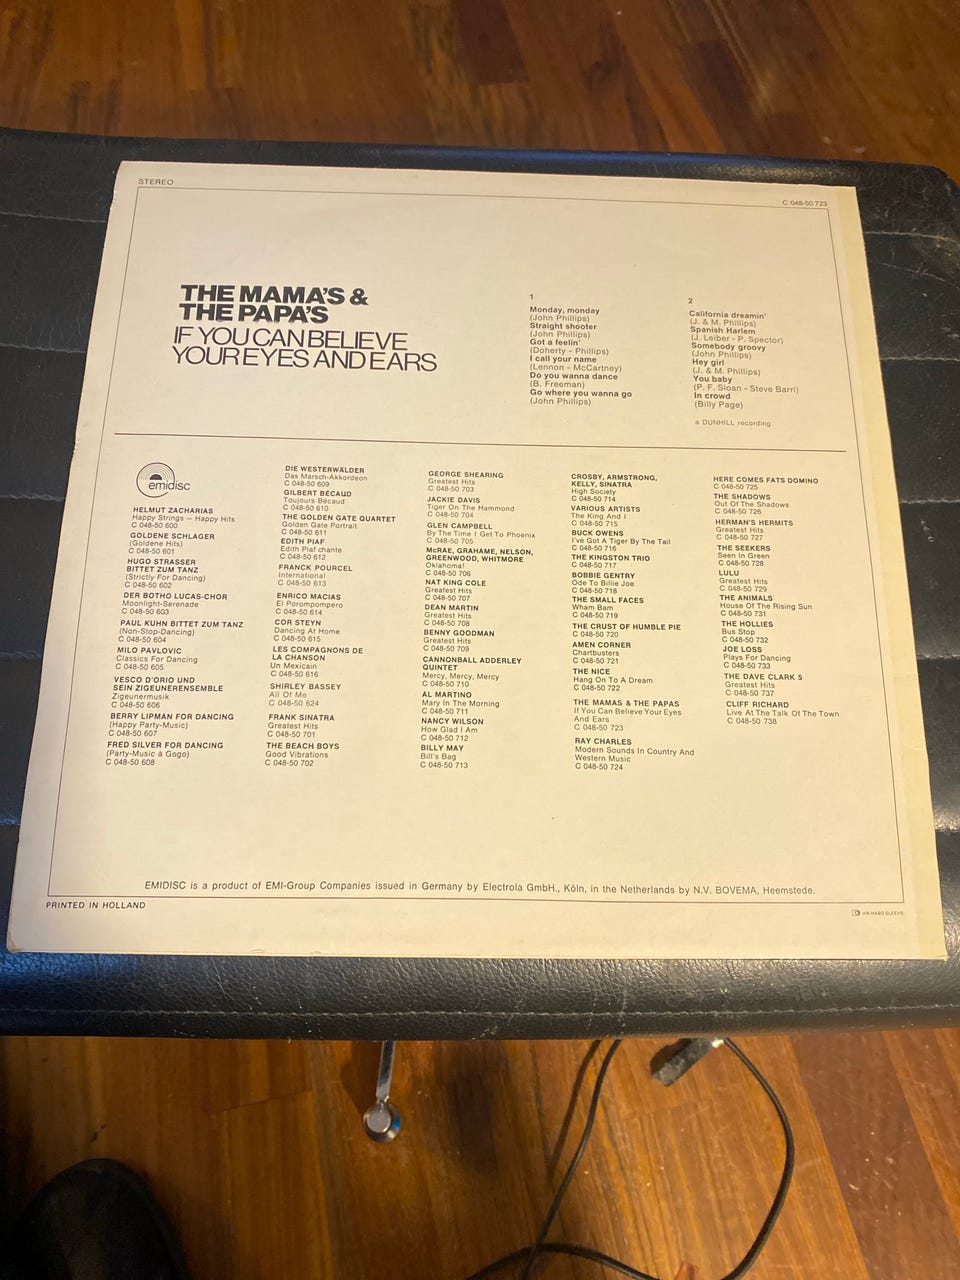 STEREO
C 048-50 723
THE MAMA'S &
THE PAPA'S
IF YOU CAN BELIEVE
YOUR EYES AND EARS
1
Monday, monday
(John Phillips)
Straight shooter
(John Phillips)
Got a feelin'
(Doherty - Phillips)
I call your name
(Lennon - McCartney)
Do you wanna dance
(B. Freeman)
Go where you wanna go
(John Phillips)
2
California dreamin'
(J. & M. Phillips)
Spanish Harlem
(J. Leiber - P. Spector)
Somebody groovy
(John Phillips)
Hey girl
(J. & M. Phillips)
You baby
(P. F. Sloan - Steve Barri)
In crowd
(Billy Page)
a DUNHILL recording
emidisc
HELMUT ZACHARIAS
Happy Strings – Happy Hits
C 048-50 600
GOLDENE SCHLAGER
(Goldene Hits)
C 048-50 601
HUGO STRASSER
BITTET ZUM TANZ
(Strictly For Dancing)
C 048-50 602
DER BOTHO LUCAS-CHOR
Moonlight-Serenade
C 048-50 603
PAUL KUHN BITTET ZUM TANZ
(Non-Stop-Dancing)
C 048-50 604
MILO PAVLOVIC
Classics For Dancing
C 048-50 605
VESCO D'ORIO UND
SEIN ZIGEUNERENSEMBLE
Zigeunermusik
C 048-50 606
BERRY LIPMAN FOR DANCING
(Happy Party-Music)
C 048-50 607
FRED SILVER FOR DANCING
(Party-Music à Gogo)
C 048-50 608
DIE WESTERWÄLDER
Das Marsch-Akkordeon
C 048-50 609
GILBERT BÉCAUD
Toujours Bécaud
C 048-50 610
THE GOLDEN GATE QUARTET
Golden Gate Portrait
C 048-50 611
EDITH PIAF
Edith Piaf chante
C 048-50 612
FRANCK POURCEL
International
C 048-50 613
ENRICO MACIAS
El Porompompero
C 048-50 614
COR STEYN
Dancing At Home
C 048-50 615
LES COMPAGNONS DE
LA CHANSON
Un Mexicain
C 048-50 616
SHIRLEY BASSEY
All Of Me
C 048-50 624
FRANK SINATRA
Greatest Hits
C 048-50 701
THE BEACH BOYS
Good Vibrations
C 048-50 702
GEORGE SHEARING
Greatest Hits
C 048-50 703
JACKIE DAVIS
Tiger On The Hammond
C 048-50 704
GLEN CAMPBELL
By The Time I Get To Phoenix
C 048-50 705
McRAE, GRAHAME, NELSON,
GREENWOOD, WHITMORE
Oklahoma!
C 048-50 706
NAT KING COLE
Greatest Hits
C 048-50 707
DEAN MARTIN
Greatest Hits
C 048-50 708
BENNY GOODMAN
Greatest Hits
C 048-50 709
CANNONBALL ADDERLEY
QUINTET
Mercy, Mercy, Mercy
C 048-50 710
AL MARTINO
Mary In The Morning
C 048-50 711
NANCY WILSON
How Glad I Am
C 048-50 712
BILLY MAY
Bill's Bag
C 048-50 713
CROSBY, ARMSTRONG,
KELLY, SINATRA
High Society
C 048-50 714
VARIOUS ARTISTS
The King And I
C 048-50 715
BUCK OWENS
I've Got A Tiger By The Tail
C 048-50 716
THE KINGSTON TRIO
C 048-50 717
BOBBIE GENTRY
Ode To Billie Joe
C 048-50 718
THE SMALL FACES
Wham Bam
C 048-50 719
THE CRUST OF HUMBLE PIE
C 048-50 720
AMEN CORNER
Chartbusters
C 048-50 721
THE NICE
Hang On To A Dream
C 048-50 722
THE MAMAS & THE PAPAS
If You Can Believe Your Eyes
And Ears
C 048-50 723
RAY CHARLES
Modern Sounds In Country And
Western Music
C 048-50 724
HERE COMES FATS DOMINO
C 048-50 725
THE SHADOWS
Out Of The Shadows
C 048-50 726
HERMAN'S HERMITS
Greatest Hits
C 048-50 727
THE SEEKERS
Seen In Green
C 048-50 728
LULU
Greatest Hits
C 048-50 729
THE ANIMALS
House Of The Rising Sun
C 048-50 731
THE HOLLIES
Bus Stop
C 048-50 732
JOE LOSS
Plays For Dancing
C 048-50 733
THE DAVE CLARK 5
Greatest Hits
C 048-50 737
CLIFF RICHARD
Live At The Talk Of The Town
C 048-50 738
EMIDISC is a product of EMI-Group Companies issued in Germany by Electrola GmbH., Köln, in the Netherlands by N.V. BOVEMA, Heemstede.
PRINTED IN HOLLAND
AN HABO SLEEVE